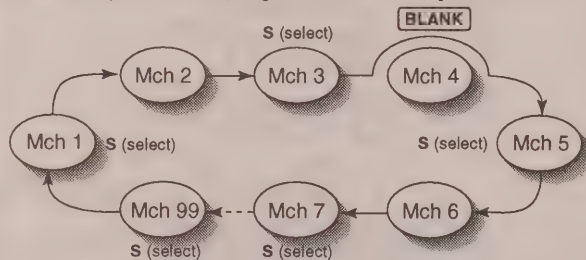 BLANK
S (select)
Mch 2
Mch 3
Mch 4
Mch 1
S (select)
S (select)
Mch 5
Mch 99
Mch 7
Mch 6
S (select)
S (select)